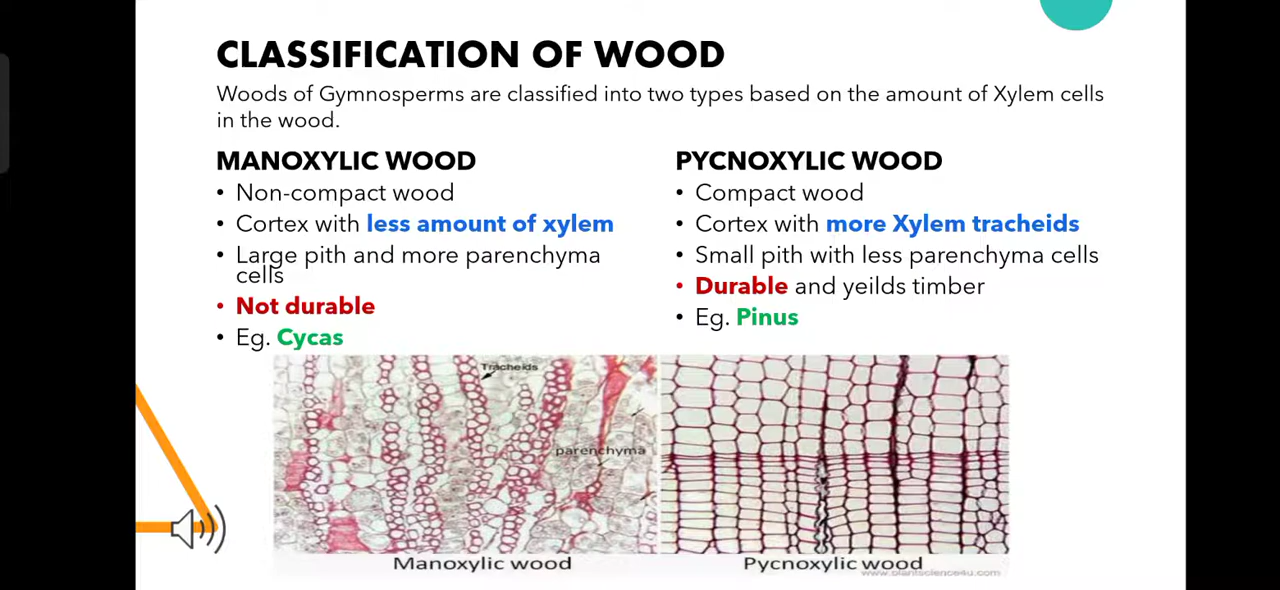 CLASSIFICATION OF WOOD
Woods of Gymnosperms are classified into two types based on the amount of Xylem cells
in the wood.
MANOXYLIC WOOD
• Non-compact wood
• Cortex with less amount of xylem
• Large pith and more parenchyma
cells
• Not durable
• Eg. Cycas
PYCNOXYLIC WOOD
• Compact wood
• Cortex with more Xylem tracheids
• Small pith with less parenchyma cells
• Durable and yeilds timber
• Eg. Pinus
Tracheids
parenchyma
Manoxylic wood
Pycnoxylic wood
www.plantscience4u.com